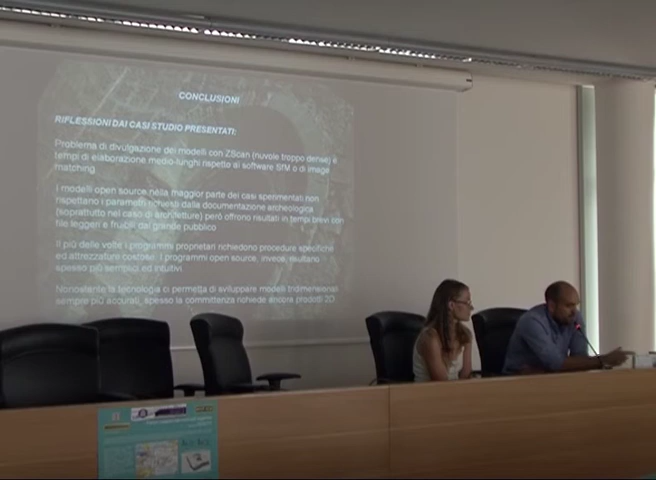 CONCLUSIONI
RIFLESSIONI DAI CASI STUDIO PRESENTATI:
Problema di divulgazione dei modelli con ZScan (nuvole troppo dense) e
tempi di elaborazione medio-lunghi rispetto ai software SfM o di image
matching
I modelli open source nella maggior parte dei casi sperimentati non
rispettano i parametri richiesti dalla documentazione archeologica
(soprattutto nel caso di architetture) però offrono risultati in tempi brevi con
file leggeri e fruibili dal grande pubblico
Il più delle volte i programmi proprietari richiedono procedure specifiche
ed attrezzature costose. I programmi open source, invece, risultano
spesso più semplici ed intuitivi
Nonostante la tecnologia ci permetta di sviluppare modelli tridimensionali
sempre più accurati, spesso la committenza richiede ancora prodotti 2D